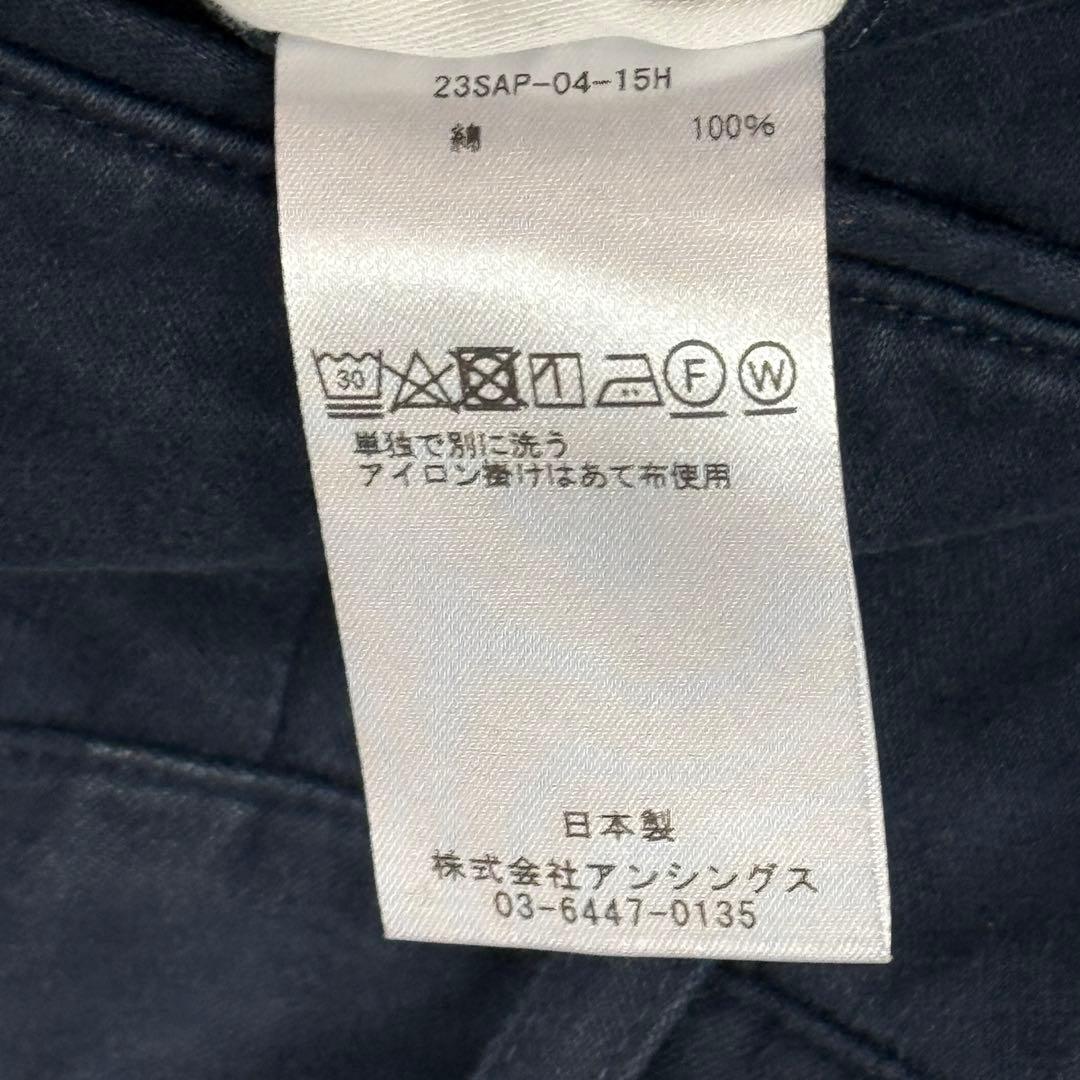 23SAP-04-15H
綿 100%
30 F W
単独で別に洗う
アイロン掛けはあて布使用
日本製
株式会社アンシングス
03-6447-0135